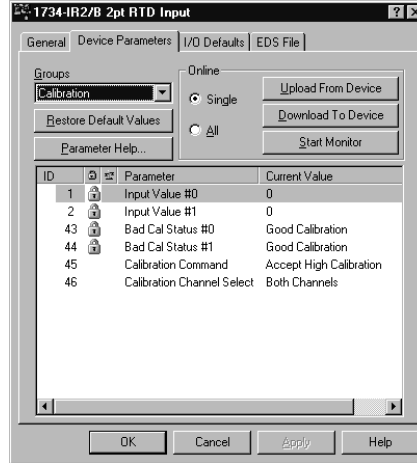 1734-IR2/B 2pt RTD Input
General Device Parameters I/O Defaults EDS File
Groups
Calibration
Restore Default Values
Parameter Help...
Online
Single
All
Upload From Device
Download To Device
Start Monitor
ID Parameter Current Value
1 Input Value #0 0
2 Input Value #1 0
43 Bad Cal Status #0 Good Calibration
44 Bad Cal Status #1 Good Calibration
45 Calibration Command Accept High Calibration
46 Calibration Channel Select Both Channels
OK Cancel Apply Help